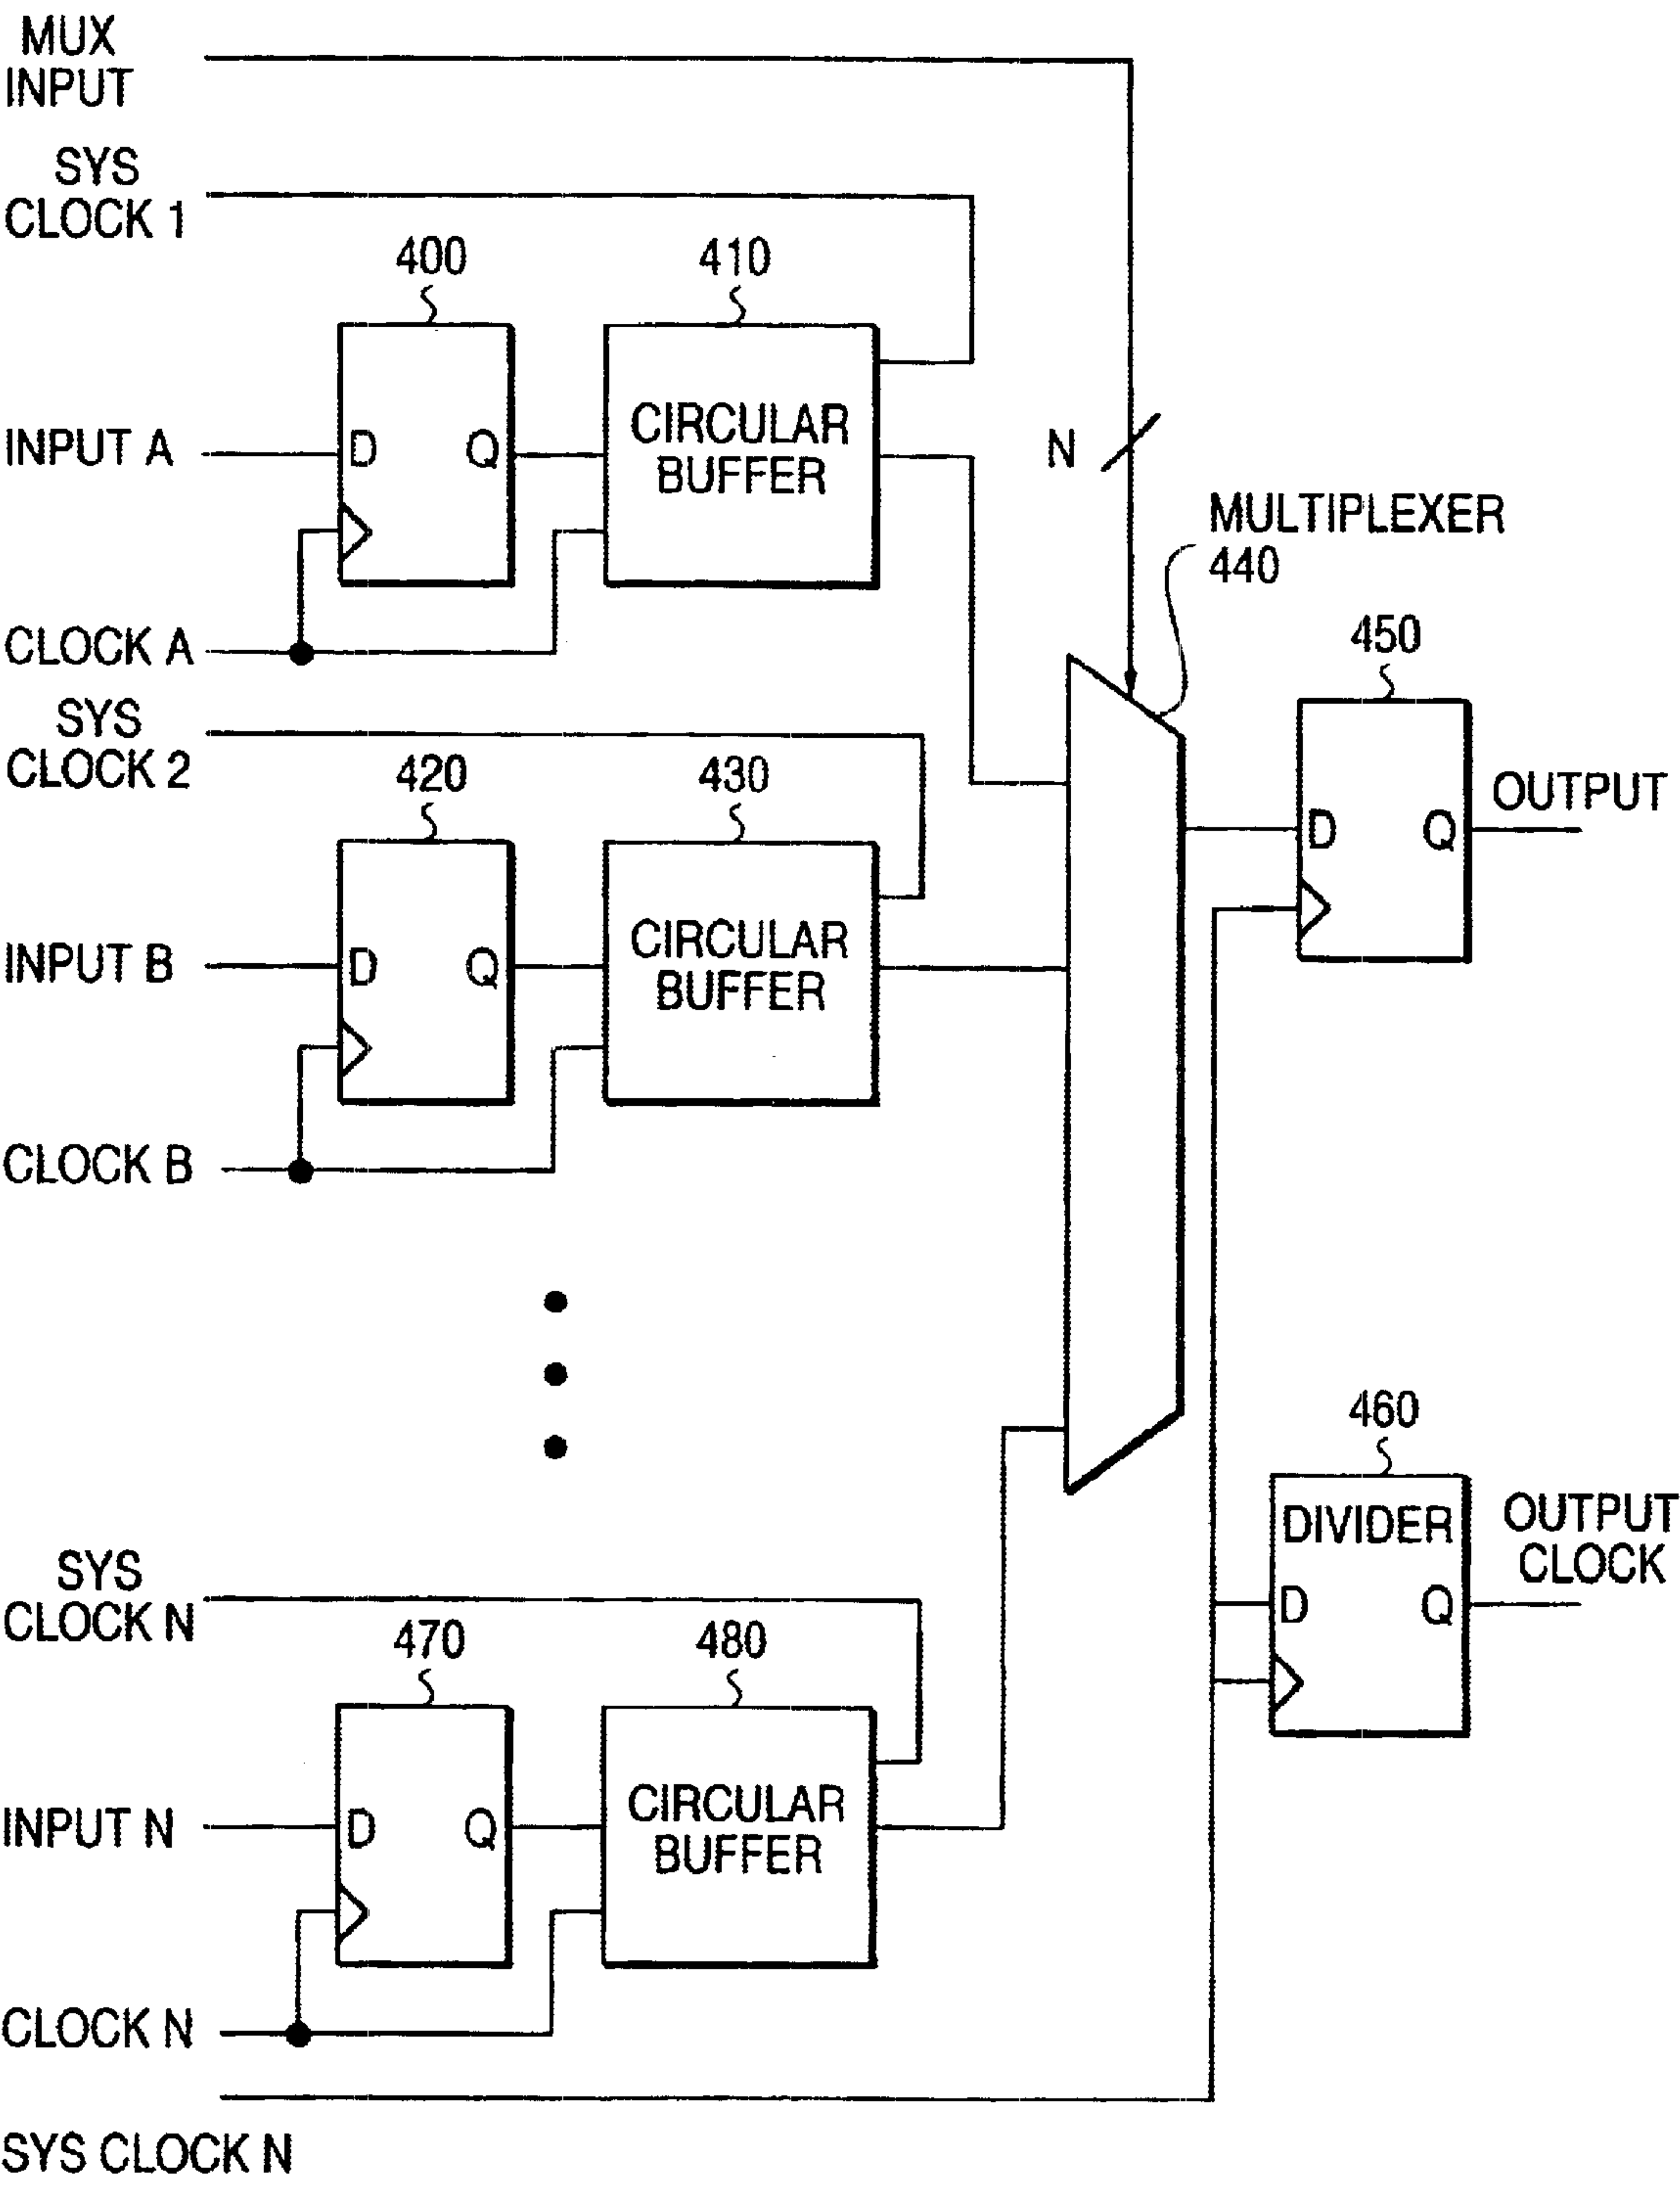 MUX
INPUT
SYS
CLOCK 1
400
410
INPUT A
D
Q
CIRCULAR
BUFFER
N
MULTIPLEXER
440
CLOCK A
450
SYS
CLOCK 2
420
430
D
Q
OUTPUT
INPUT B
D
Q
CIRCULAR
BUFFER
CLOCK B
460
DIVIDER
OUTPUT
CLOCK
D
Q
SYS
CLOCK N
470
480
INPUT N
D
Q
CIRCULAR
BUFFER
CLOCK N
SYS CLOCK N